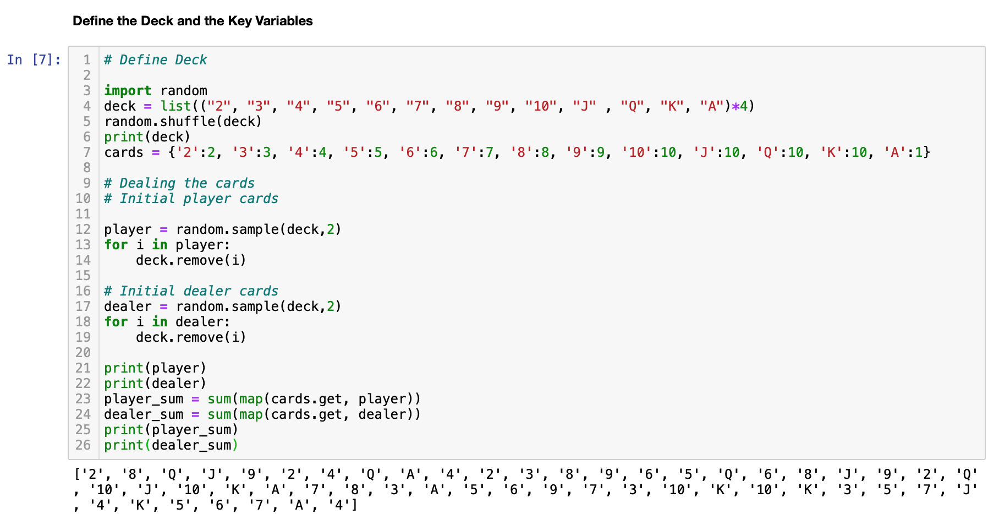 Define the Deck and the Key Variables
In [7]:
1 # Define Deck
2
3 import random
4 deck = list(("2", "3", "4", "5", "6", "7", "8", "9", "10", "J" , "Q", "K", "A")*4)
5 random.shuffle(deck)
6 print(deck)
7 cards = {'2':2, '3':3, '4':4, '5':5, '6':6, '7':7, '8':8, '9':9, '10':10, 'J':10, 'Q':10, 'K':10, 'A':1}
8
9 # Dealing the cards
10 # Initial player cards
11
12 player = random.sample(deck,2)
13 for i in player:
14     deck.remove(i)
15
16 # Initial dealer cards
17 dealer = random.sample(deck,2)
18 for i in dealer:
19     deck.remove(i)
20
21 print(player)
22 print(dealer)
23 player_sum = sum(map(cards.get, player))
24 dealer_sum = sum(map(cards.get, dealer))
25 print(player_sum)
26 print(dealer_sum)
['2', '8', 'Q', 'J', '9', '2', '4', 'Q', 'A', '4', '2', '3', '8', '9', '6', '5', 'Q', '6', '8', 'J', '9', '2', 'Q'
, '10', 'J', '10', 'K', 'A', '7', '8', '3', 'A', '5', '6', '9', '7', '3', '10', 'K', '10', 'K', '3', '5', '7', 'J'
, '4', 'K', '5', '6', '7', 'A', '4']